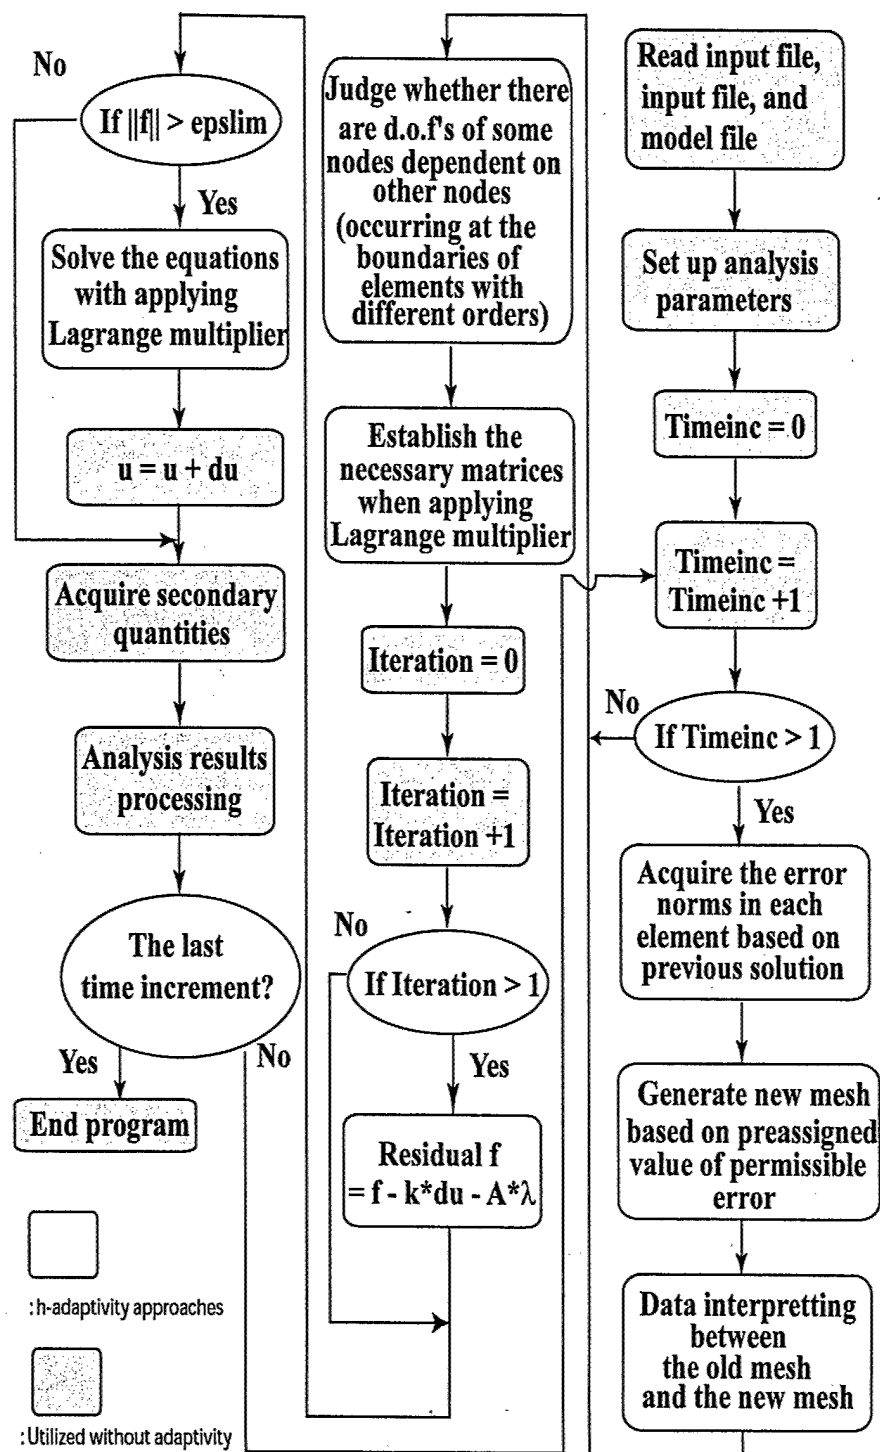 No
If ||f|| > epslim
Yes
Solve the equations
with applying
Lagrange multiplier
u = u + du
Acquire secondary
quantities
Analysis results
processing
The last
time increment?
Yes
No
End program
: h-adaptivity approaches
: Utilized without adaptivity
Judge whether there
are d.o.f's of some
nodes dependent on
other nodes
(occurring at the
boundaries of
elements with
different orders)
Establish the
necessary matrices
when applying
Lagrange multiplier
Iteration = 0
Iteration =
Iteration +1
No
If Iteration > 1
Yes
Residual f
= f - k*du - A*λ
Read input file,
input file, and
model file
Set up analysis
parameters
Timeinc = 0
Timeinc =
Timeinc +1
No
If Timeinc > 1
Yes
Acquire the error
norms in each
element based on
previous solution
Generate new mesh
based on preassigned
value of permissible
error
Data interpretting
between
the old mesh
and the new mesh